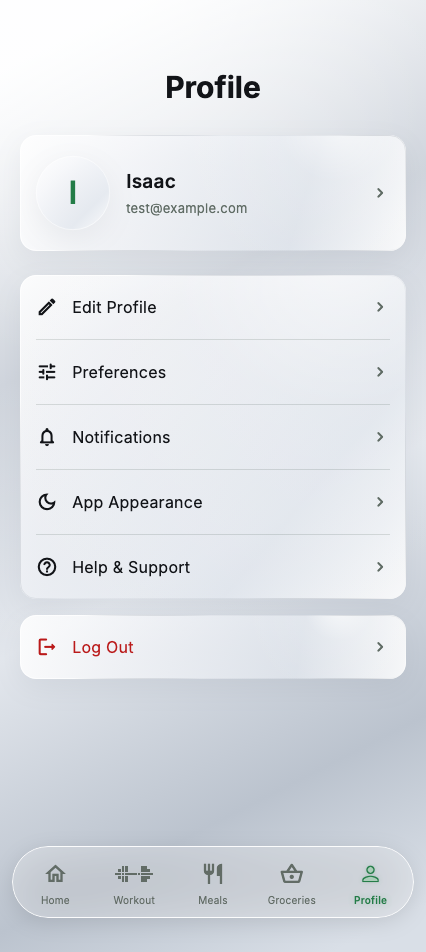 Profile
I
Isaac
test@example.com
Edit Profile
Preferences
Notifications
App Appearance
Help & Support
Log Out
Home
Workout
Meals
Groceries
Profile